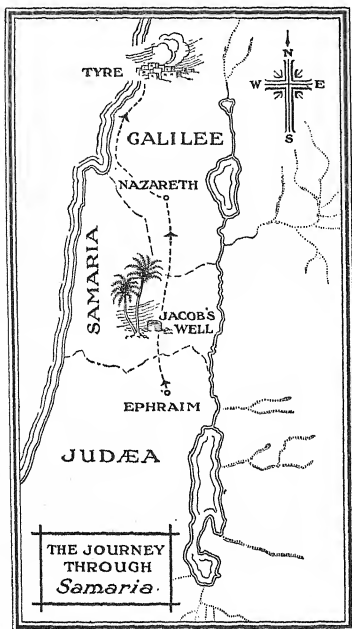 TYRE
N
W E
S
GALILEE
NAZARETH
SAMARIA
JACOB'S
WELL
EPHRAIM
JUDÆA
THE JOURNEY
THROUGH
Samaria.